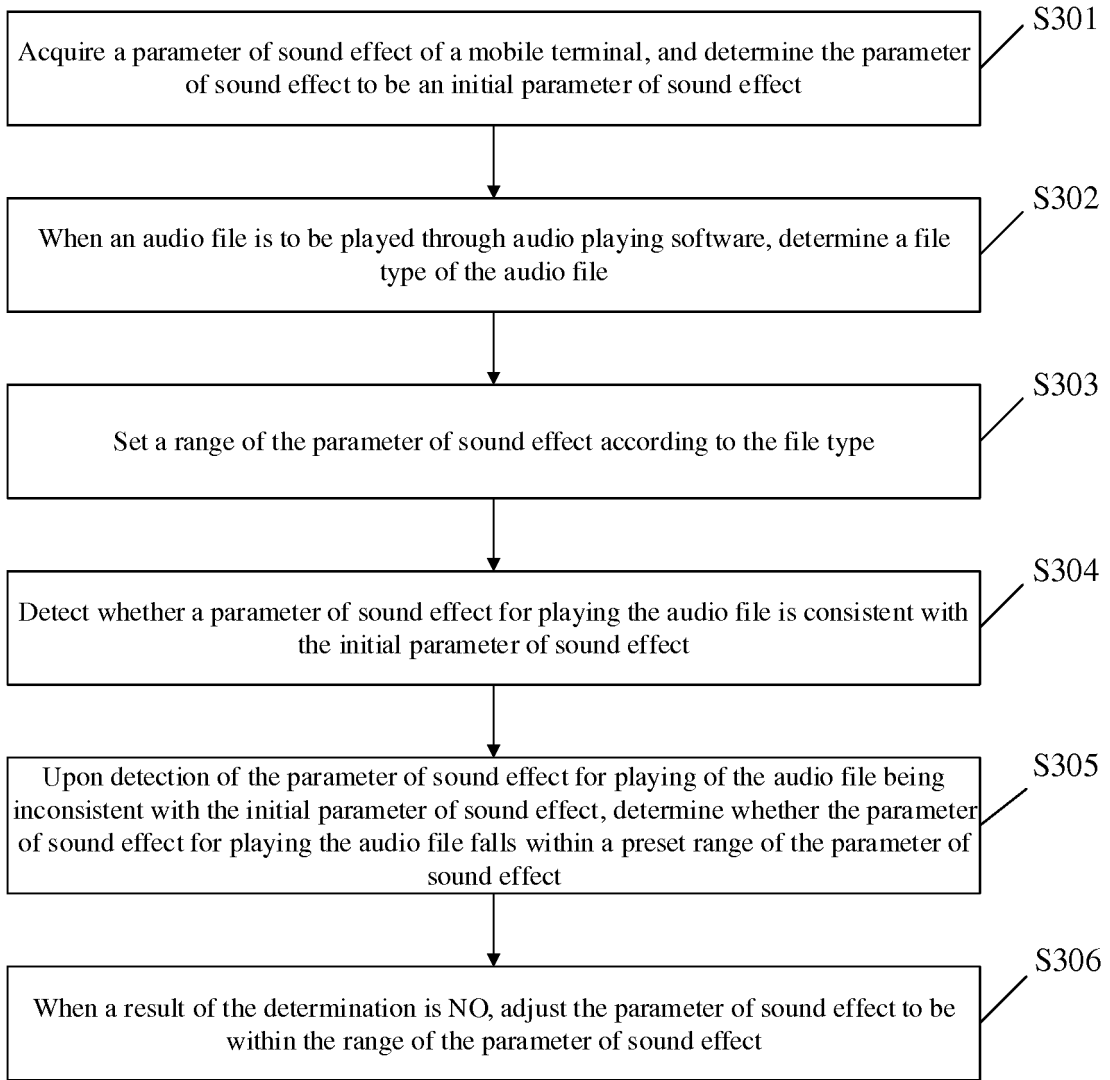 S301
Acquire a parameter of sound effect of a mobile terminal, and determine the parameter
of sound effect to be an initial parameter of sound effect
S302
When an audio file is to be played through audio playing software, determine a file
type of the audio file
S303
Set a range of the parameter of sound effect according to the file type
S304
Detect whether a parameter of sound effect for playing the audio file is consistent with
the initial parameter of sound effect
S305
Upon detection of the parameter of sound effect for playing of the audio file being
inconsistent with the initial parameter of sound effect, determine whether the parameter
of sound effect for playing the audio file falls within a preset range of the parameter of
sound effect
S306
When a result of the determination is NO, adjust the parameter of sound effect to be
within the range of the parameter of sound effect